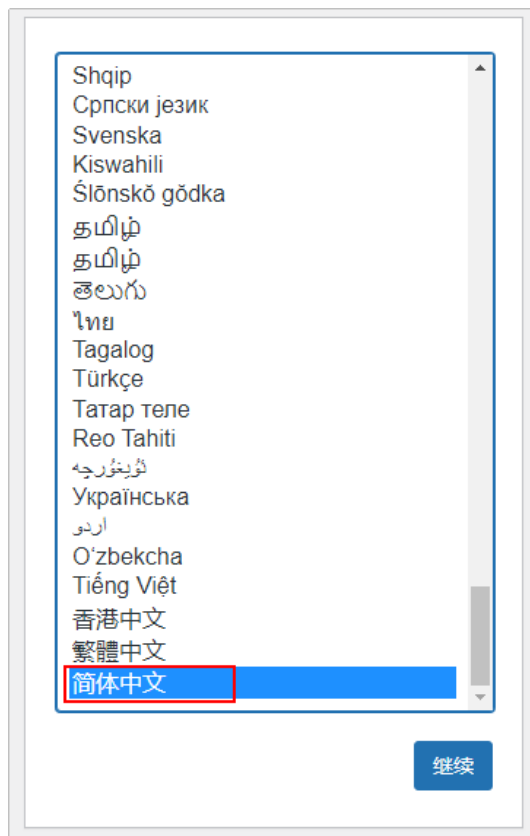 Shqip
Српски језик
Svenska
Kiswahili
Ślōnskŏ gŏdka
தமிழ்
தமிழ்
తెలుగు
ไทย
Tagalog
Türkçe
Татар теле
Reo Tahiti
ئۇيغۇرچە
Українська
اردو
O‘zbekcha
Tiếng Việt
香港中文
繁體中文
简体中文
继续